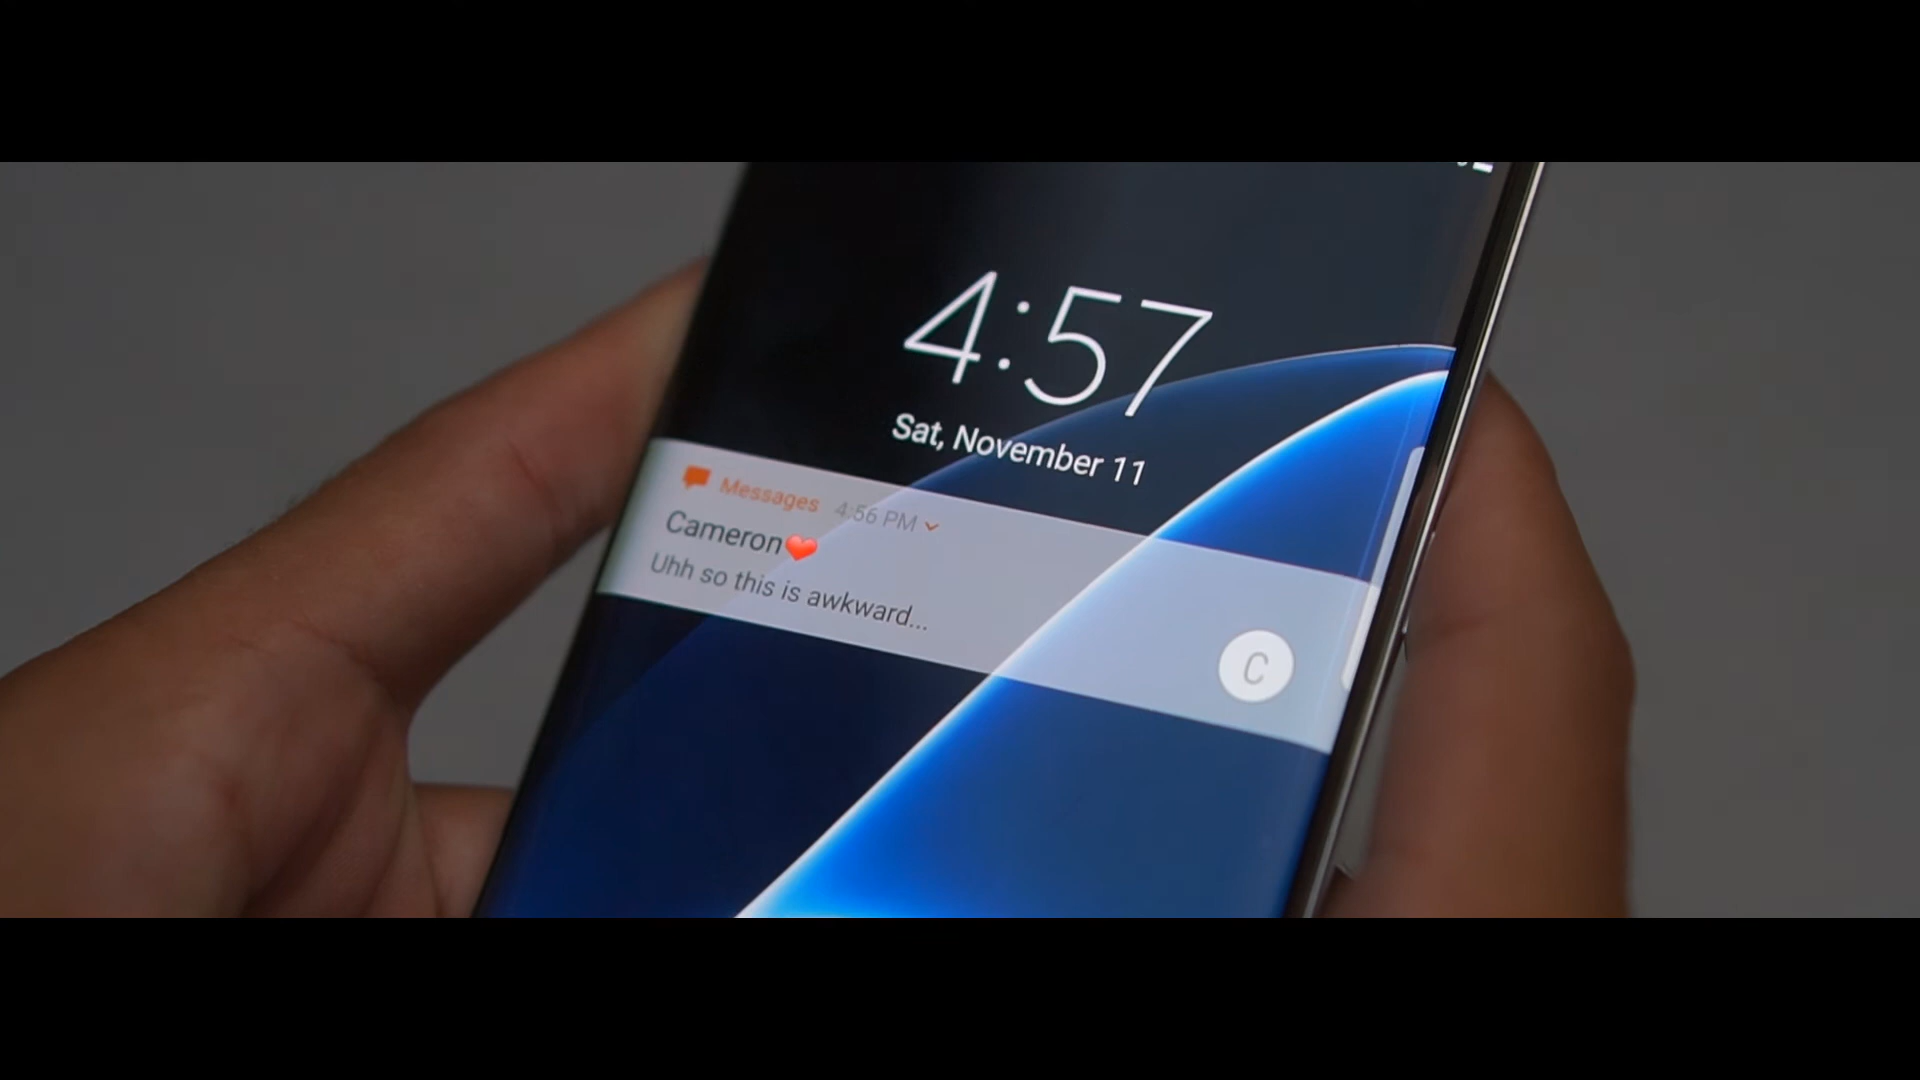 4:57
Sat, November 11
Messages 4:56 PM
Cameron❤
Uhh so this is awkward...
C